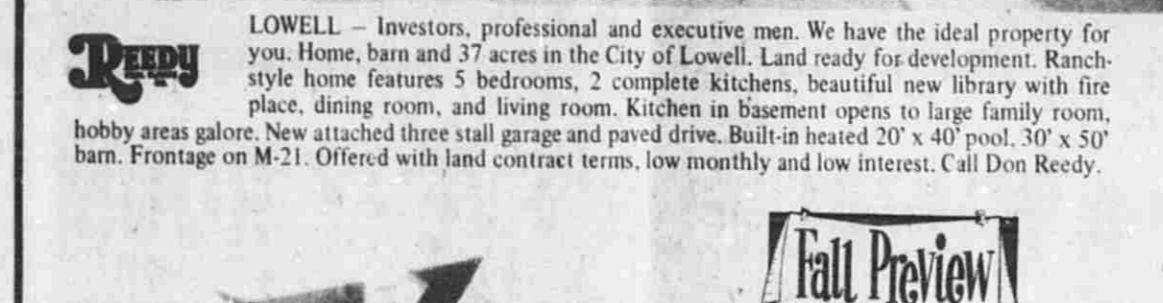 REEDY
LOWELL – Investors, professional and executive men. We have the ideal property for
you. Home, barn and 37 acres in the City of Lowell. Land ready for development. Ranch-
style home features 5 bedrooms, 2 complete kitchens, beautiful new library with fire
place, dining room, and living room. Kitchen in basement opens to large family room,
hobby areas galore. New attached three stall garage and paved drive. Built-in heated 20' x 40' pool. 30' x 50'
barn. Frontage on M-21. Offered with land contract terms, low monthly and low interest. Call Don Reedy.
Fall Preview